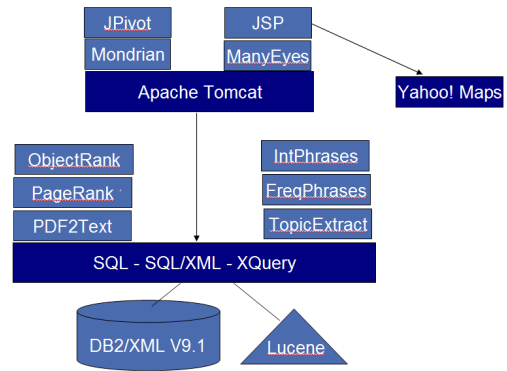 JPivot
JSP
Mondrian
ManyEyes
Apache Tomcat
Yahoo! Maps
ObjectRank
IntPhrases
PageRank
FreqPhrases
PDF2Text
TopicExtract
SQL - SQL/XML - XQuery
DB2/XML V9.1
Lucene